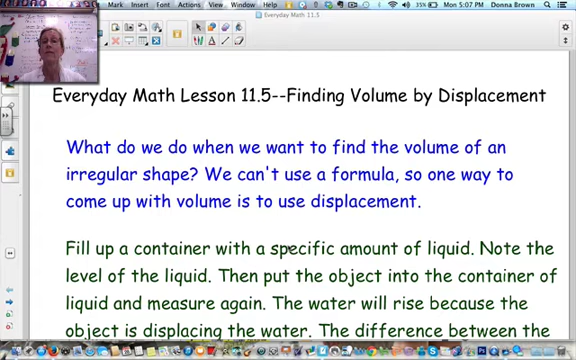 Mark
Insert
Font
Actions
View
Window
Help
35%
Mon 5:07 PM
Donna Brown
Everyday Math 11.5
Everyday Math Lesson 11.5--Finding Volume by Displacement
What do we do when we want to find the volume of an
irregular shape? We can't use a formula, so one way to
come up with volume is to use displacement.
Fill up a container with a specific amount of liquid. Note the
level of the liquid. Then put the object into the container of
liquid and measure again. The water will rise because the
object is displacing the water. The difference between the